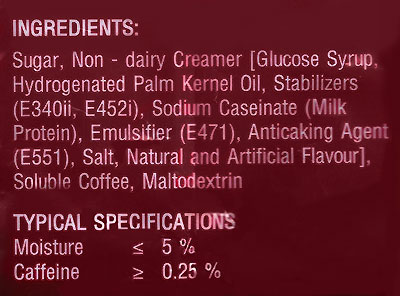 INGREDIENTS:
Sugar, Non - dairy Creamer [Glucose Syrup,
Hydrogenated Palm Kernel Oil, Stabilizers
(E340ii, E452i), Sodium Caseinate (Milk
Protein), Emulsifier (E471), Anticaking Agent
(E551), Salt, Natural and Artificial Flavour],
Soluble Coffee, Maltodextrin
TYPICAL SPECIFICATIONS
Moisture ≤ 5 %
Caffeine ≥ 0.25 %